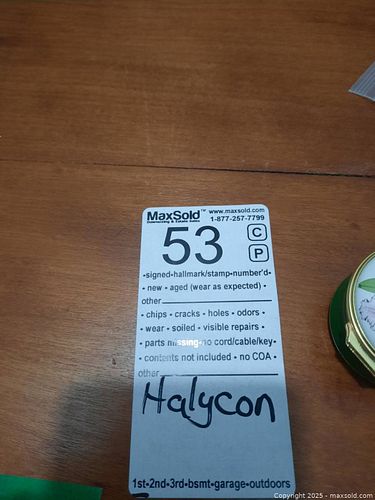 MaxSold™ www.maxsold.com
Downsizing & Estate Sales 1-877-257-7799
53 C
P
•signed•hallmark/stamp•number'd•
• new • aged (wear as expected) •
other
• chips • cracks • holes • odors •
• wear • soiled • visible repairs •
• parts missing•no cord/cable/key•
• contents not included • no COA •
other
Halycon
1st-2nd-3rd-bsmt-garage-outdoors
Copyright © 2025 - maxsold.com